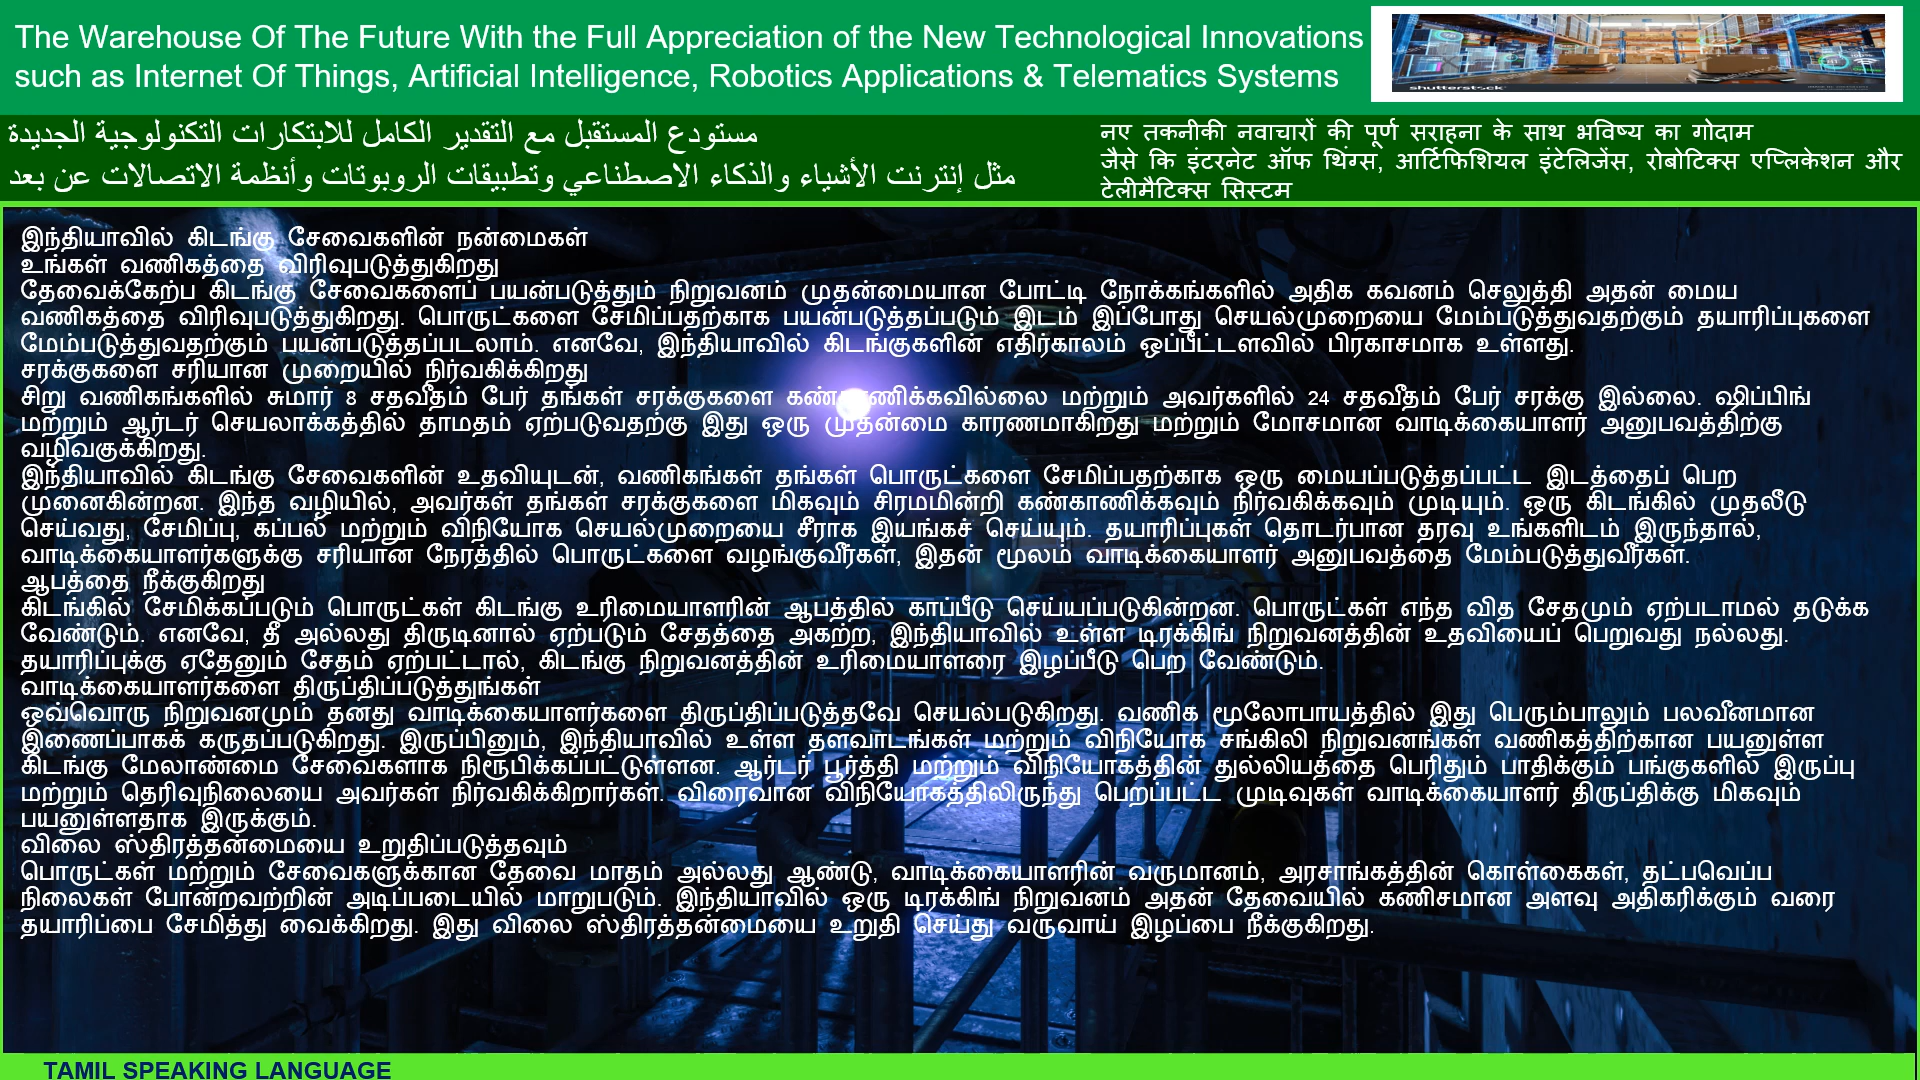 The Warehouse Of The Future With the Full Appreciation of the New Technological Innovations
such as Internet Of Things, Artificial Intelligence, Robotics Applications & Telematics Systems
shutterstock
مستودع المستقبل مع التقدير الكامل للابتكارات التكنولوجية الجديدة
مثل إنترنت الأشياء والذكاء الاصطناعي وتطبيقات الروبوتات وأنظمة الاتصالات عن بعد
नए तकनीकी नवाचारों की पूर्ण सराहना के साथ भविष्य का गोदाम
जैसे कि इंटरनेट ऑफ थिंग्स, आर्टिफिशियल इंटेलिजेंस, रोबोटिक्स एप्लिकेशन और
टेलीमैटिक्स सिस्टम
இந்தியாவில் கிடங்கு சேவைகளின் நன்மைகள்
உங்கள் வணிகத்தை விரிவுபடுத்துகிறது
தேவைக்கேற்ப கிடங்கு சேவைகளைப் பயன்படுத்தும் நிறுவனம் முதன்மையான போட்டி நோக்கங்களில் அதிக கவனம் செலுத்தி அதன் மைய
வணிகத்தை விரிவுபடுத்துகிறது. பொருட்களை சேமிப்பதற்காக பயன்படுத்தப்படும் இடம் இப்போது செயல்முறையை மேம்படுத்துவதற்கும் தயாரிப்புகளை
மேம்படுத்துவதற்கும் பயன்படுத்தப்படலாம். எனவே, இந்தியாவில் கிடங்குகளின் எதிர்காலம் ஒப்பீட்டளவில் பிரகாசமாக உள்ளது.
சரக்குகளை சரியான முறையில் நிர்வகிக்கிறது
சிறு வணிகங்களில் சுமார் 8 சதவீதம் பேர் தங்கள் சரக்குகளை கண்காணிக்கவில்லை மற்றும் அவர்களில் 24 சதவீதம் பேர் சரக்கு இல்லை. ஷிப்பிங்
மற்றும் ஆர்டர் செயலாக்கத்தில் தாமதம் ஏற்படுவதற்கு இது ஒரு முதன்மை காரணமாகிறது மற்றும் மோசமான வாடிக்கையாளர் அனுபவத்திற்கு
வழிவகுக்கிறது.
இந்தியாவில் கிடங்கு சேவைகளின் உதவியுடன், வணிகங்கள் தங்கள் பொருட்களை சேமிப்பதற்காக ஒரு மையப்படுத்தப்பட்ட இடத்தைப் பெற
முனைகின்றன. இந்த வழியில், அவர்கள் தங்கள் சரக்குகளை மிகவும் சிரமமின்றி கண்காணிக்கவும் நிர்வகிக்கவும் முடியும். ஒரு கிடங்கில் முதலீடு
செய்வது, சேமிப்பு, கப்பல் மற்றும் விநியோக செயல்முறையை சீராக இயங்கச் செய்யும். தயாரிப்புகள் தொடர்பான தரவு உங்களிடம் இருந்தால்,
வாடிக்கையாளர்களுக்கு சரியான நேரத்தில் பொருட்களை வழங்குவீர்கள், இதன் மூலம் வாடிக்கையாளர் அனுபவத்தை மேம்படுத்துவீர்கள்.
ஆபத்தை நீக்குகிறது
கிடங்கில் சேமிக்கப்படும் பொருட்கள் கிடங்கு உரிமையாளரின் ஆபத்தில் காப்பீடு செய்யப்படுகின்றன. பொருட்கள் எந்த வித சேதமும் ஏற்படாமல் தடுக்க
வேண்டும். எனவே, தீ அல்லது திருடினால் ஏற்படும் சேதத்தை அகற்ற, இந்தியாவில் உள்ள டிரக்கிங் நிறுவனத்தின் உதவியைப் பெறுவது நல்லது.
தயாரிப்புக்கு ஏதேனும் சேதம் ஏற்பட்டால், கிடங்கு நிறுவனத்தின் உரிமையாளரை இழப்பீடு பெற வேண்டும்.
வாடிக்கையாளர்களை திருப்திப்படுத்துங்கள்
ஒவ்வொரு நிறுவனமும் தனது வாடிக்கையாளர்களை திருப்திப்படுத்தவே செயல்படுகிறது. வணிக மூலோபாயத்தில் இது பெரும்பாலும் பலவீனமான
இணைப்பாகக் கருதப்படுகிறது. இருப்பினும், இந்தியாவில் உள்ள தளவாடங்கள் மற்றும் விநியோக சங்கிலி நிறுவனங்கள் வணிகத்திற்கான பயனுள்ள
கிடங்கு மேலாண்மை சேவைகளாக நிரூபிக்கப்பட்டுள்ளன. ஆர்டர் பூர்த்தி மற்றும் விநியோகத்தின் துல்லியத்தை பெரிதும் பாதிக்கும் பங்குகளில் இருப்பு
மற்றும் தெரிவுநிலையை அவர்கள் நிர்வகிக்கிறார்கள். விரைவான விநியோகத்திலிருந்து பெறப்பட்ட முடிவுகள் வாடிக்கையாளர் திருப்திக்கு மிகவும்
பயனுள்ளதாக இருக்கும்.
விலை ஸ்திரத்தன்மையை உறுதிப்படுத்தவும்
பொருட்கள் மற்றும் சேவைகளுக்கான தேவை மாதம் அல்லது ஆண்டு, வாடிக்கையாளரின் வருமானம், அரசாங்கத்தின் கொள்கைகள், தட்பவெப்ப
நிலைகள் போன்றவற்றின் அடிப்படையில் மாறுபடும். இந்தியாவில் ஒரு டிரக்கிங் நிறுவனம் அதன் தேவையில் கணிசமான அளவு அதிகரிக்கும் வரை
தயாரிப்பை சேமித்து வைக்கிறது. இது விலை ஸ்திரத்தன்மையை உறுதி செய்து வருவாய் இழப்பை நீக்குகிறது.
TAMIL SPEAKING LANGUAGE